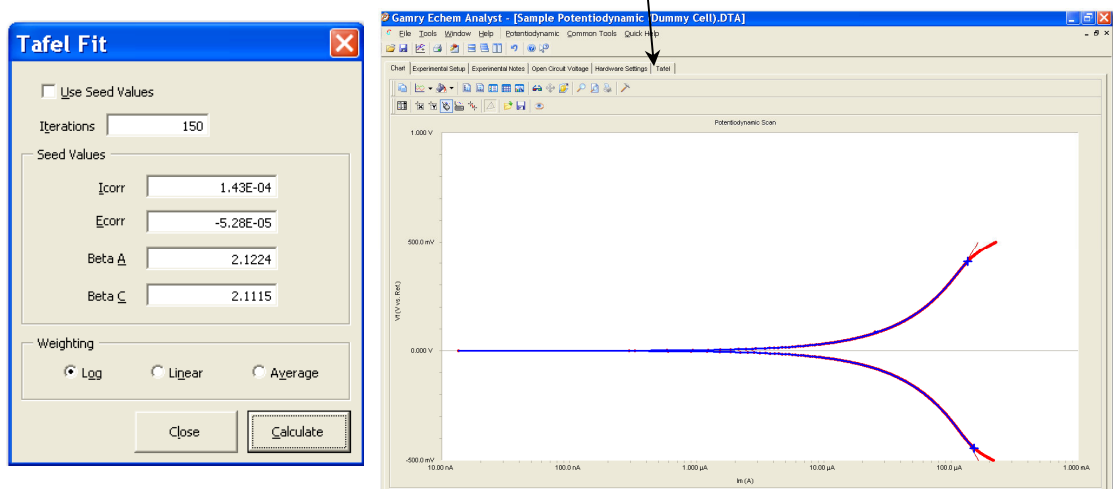 Tafel Fit
Use Seed Values
Iterations 150
Seed Values
Icorr 1.43E-04
Ecorr -5.28E-05
Beta A 2.1224
Beta C 2.1115
Weighting
Log Linear Average
Close Calculate
Gamry Echem Analyst - [Sample Potentiodynamic (Dummy Cell).DTA]
File Tools Window Help Potentiodynamic Common Tools Quick Help
Chart Experimental Setup Experimental Notes Open Circuit Voltage Hardware Settings Tafel
Potentiodynamic Scan
1.000 V
500.0 mV
Vf (V vs. Ref.)
0.000 V
-500.0 mV
10.00 nA 100.0 nA 1.000 µA 10.00 µA 100.0 µA 1.000 mA
Im (A)